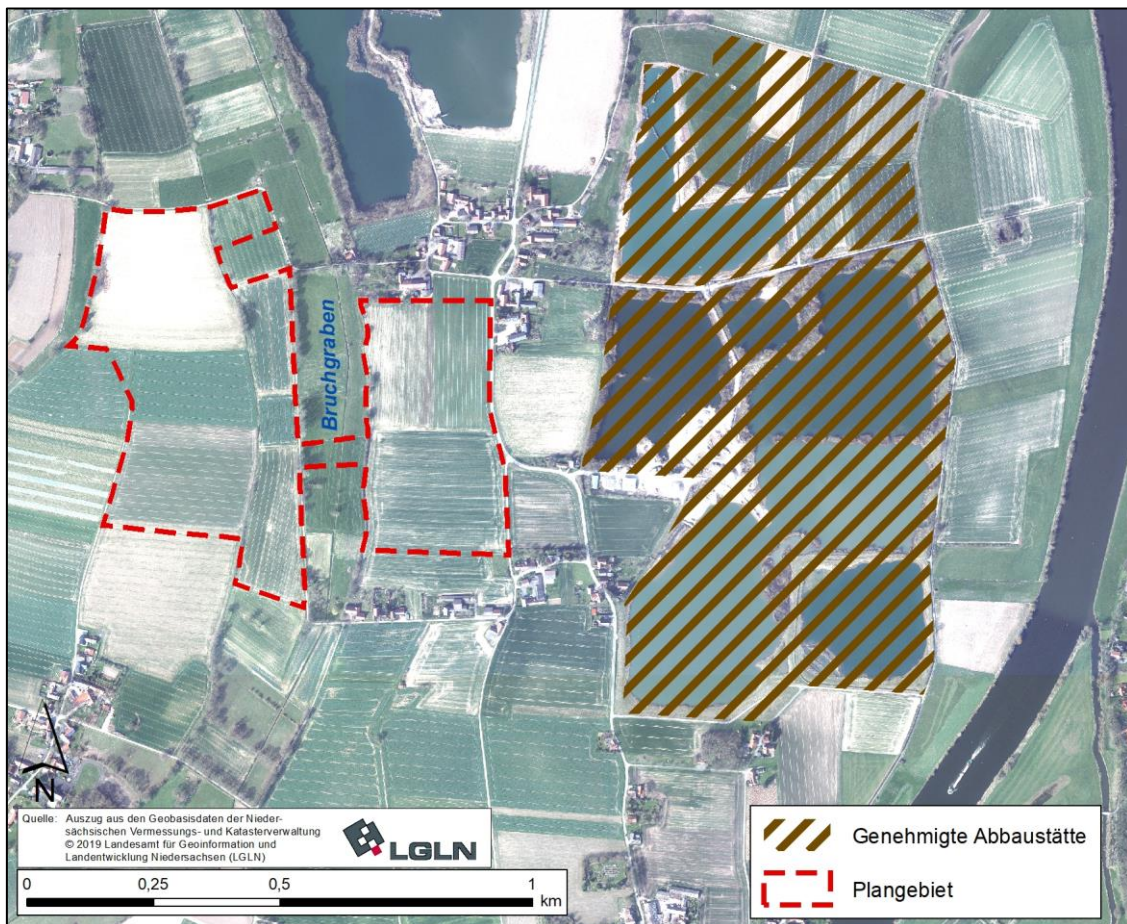 Bruchgraben
N
Quelle: Auszug aus den Geobasisdaten der Nieder-
sächsischen Vermessungs- und Katasterverwaltung
© 2019 Landesamt für Geoinformation und
Landentwicklung Niedersachsen (LGLN)
LGLN
0 0,25 0,5 1
km
Genehmigte Abbaustätte
Plangebiet